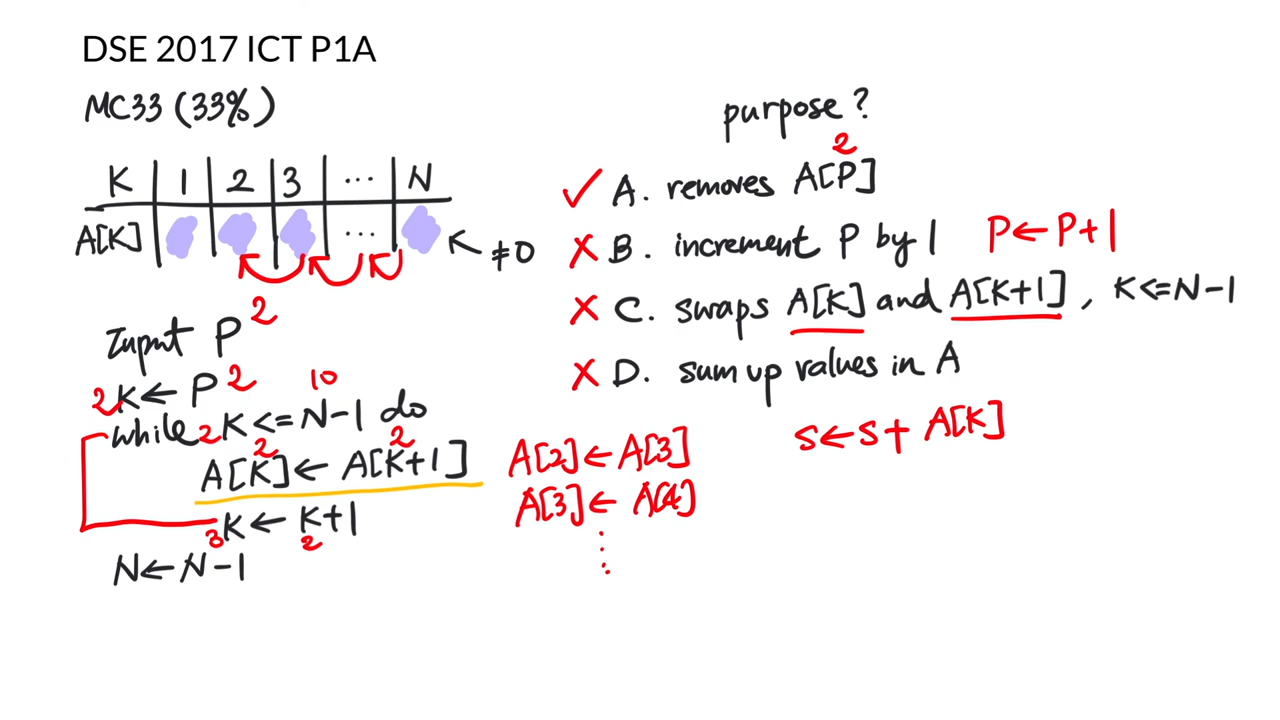 DSE 2017 ICT P1A
MC33 (33%)
K 1 2 3 ... N
A[K] ... ≠0
Input P 2
2 K ← P 2
10
while 2 K <= N-1 do
2 2
A[K] ← A[K+1]
3 K ← K+1
2
N ← N-1
purpose?
2
✓ A. removes A[P]
✗ B. increment P by 1 P ← P+1
✗ C. swaps A[K] and A[K+1], K<=N-1
✗ D. sum up values in A
S ← S + A[K]
A[2] ← A[3]
A[3] ← A[4]
⋮